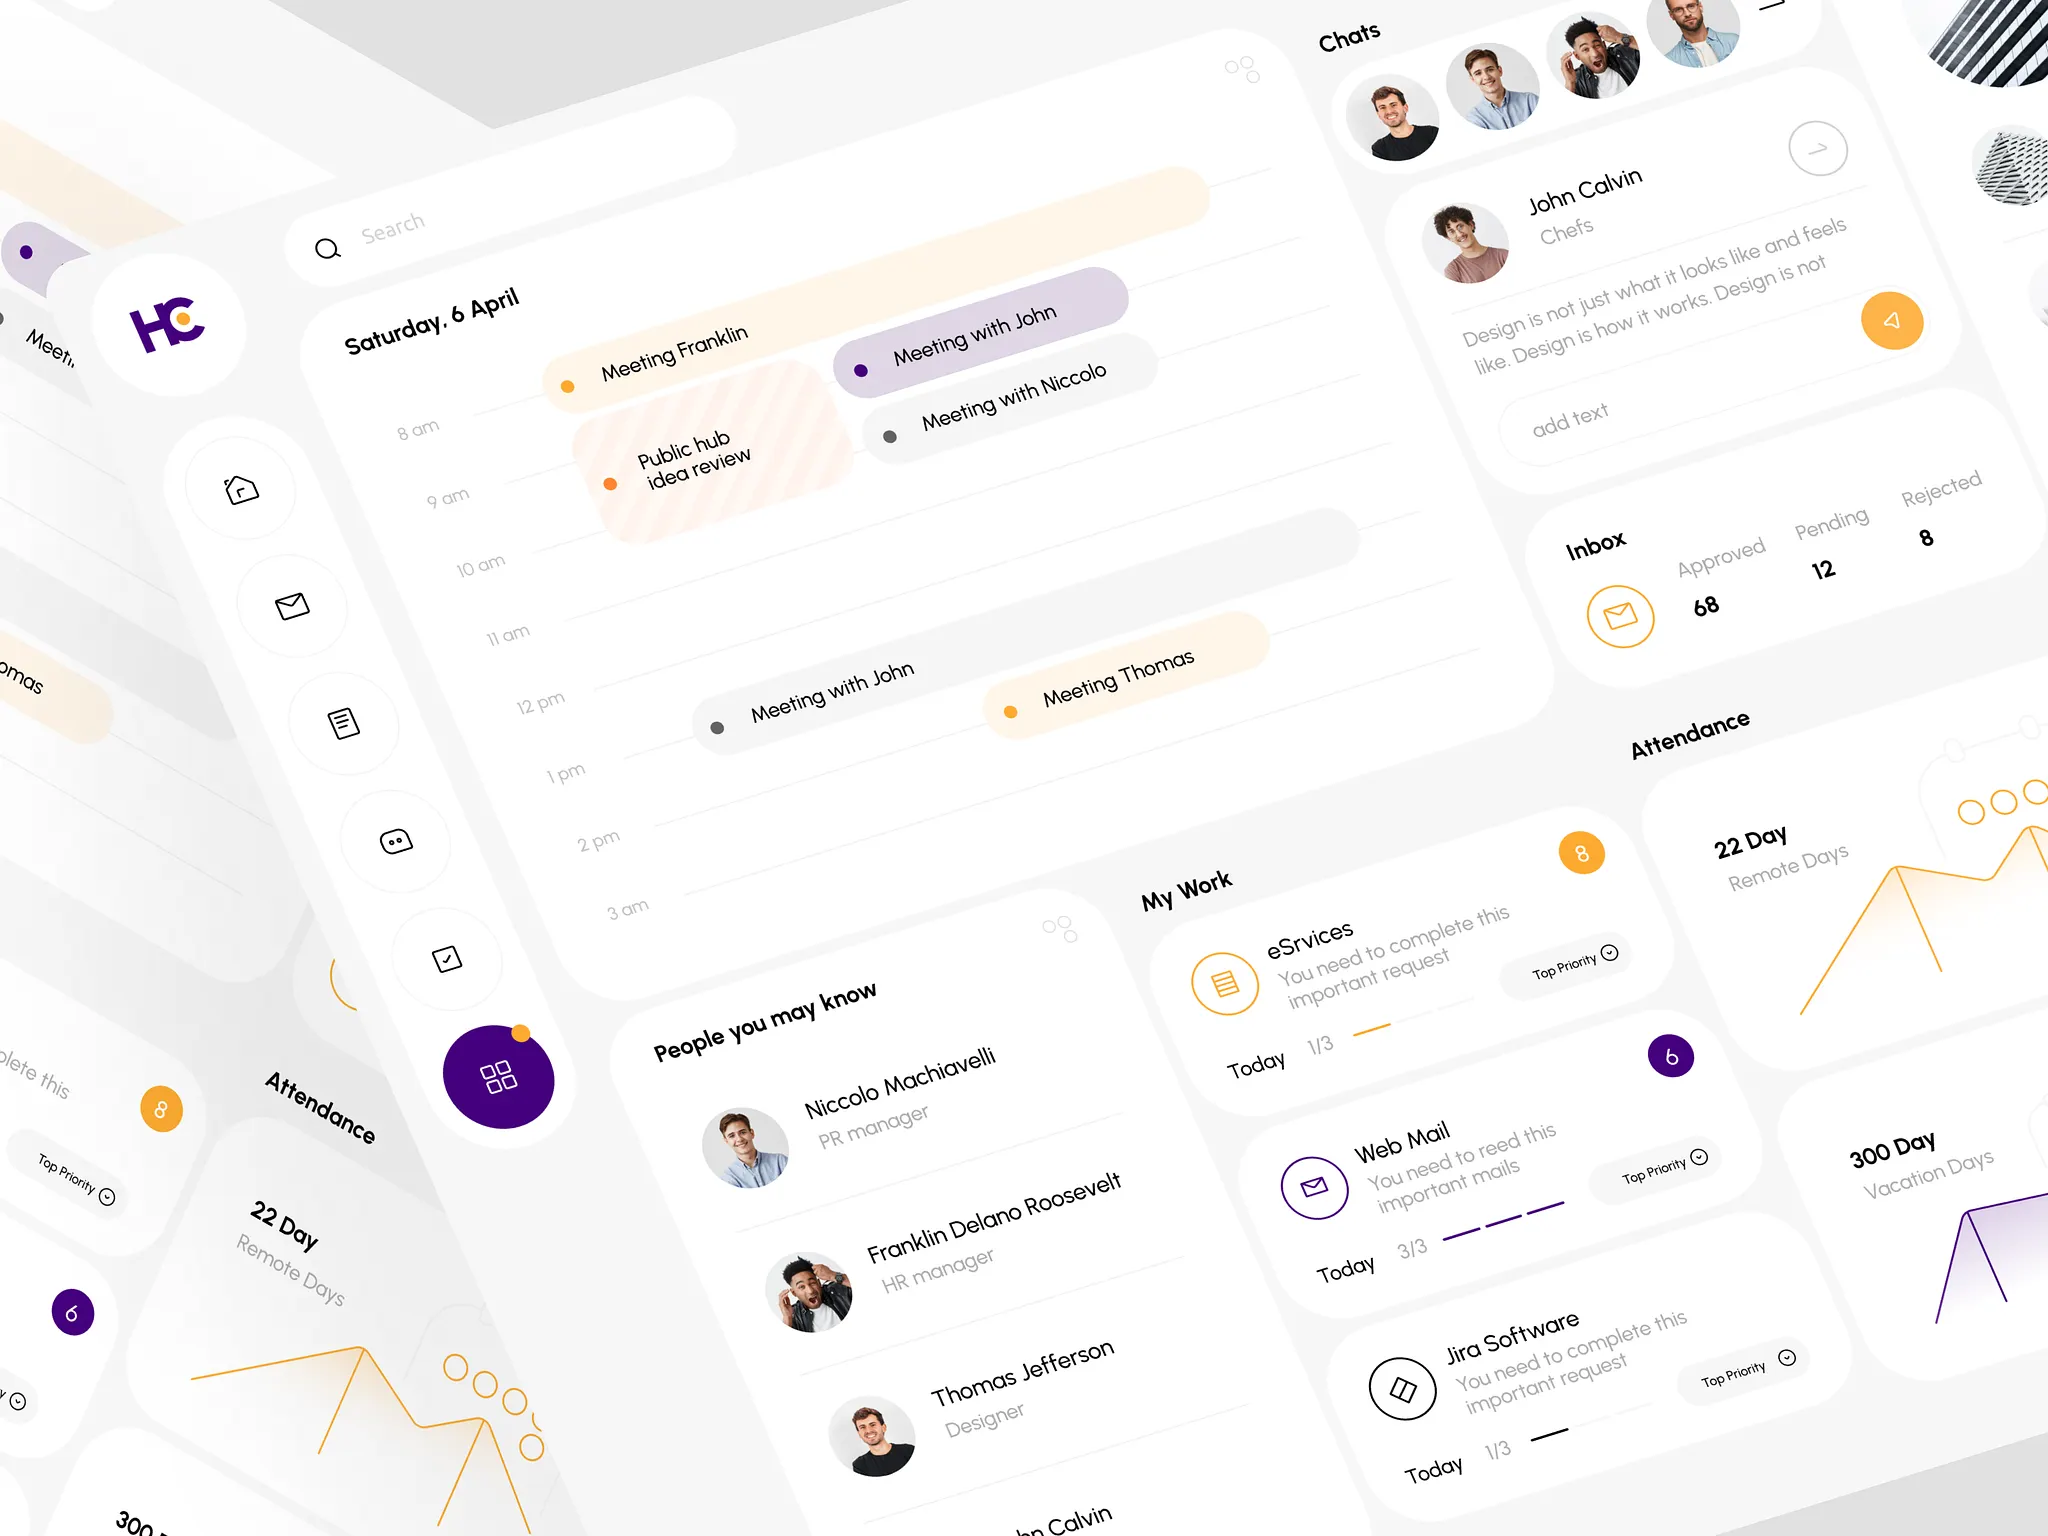 HC
Search
Saturday, 6 April
8 am
9 am
10 am
11 am
12 pm
1 pm
2 pm
3 am
Meeting Franklin
Meeting with John
Meeting with Niccolo
Public hub
idea review
Meeting with John
Meeting Thomas
Chats
John Calvin
Chefs
Design is not just what it looks like and feels
like. Design is how it works. Design is not
add text
Inbox
Approved
68
Pending
12
Rejected
8
Attendance
22 Day
Remote Days
300 Day
Vacation Days
People you may know
Niccolo Machiavelli
PR manager
Franklin Delano Roosevelt
HR manager
Thomas Jefferson
Designer
hn Calvin
My Work
8
eSrvices
You need to complete this
important request
Top Priority
Today
1/3
6
Web Mail
You need to reed this
important mails
Top Priority
Today
3/3
Jira Software
You need to complete this
important request
Top Priority
Today
1/3
Meeti
omas
plete this
8
Top Priority
6
y
Attendance
22 Day
Remote Days
300